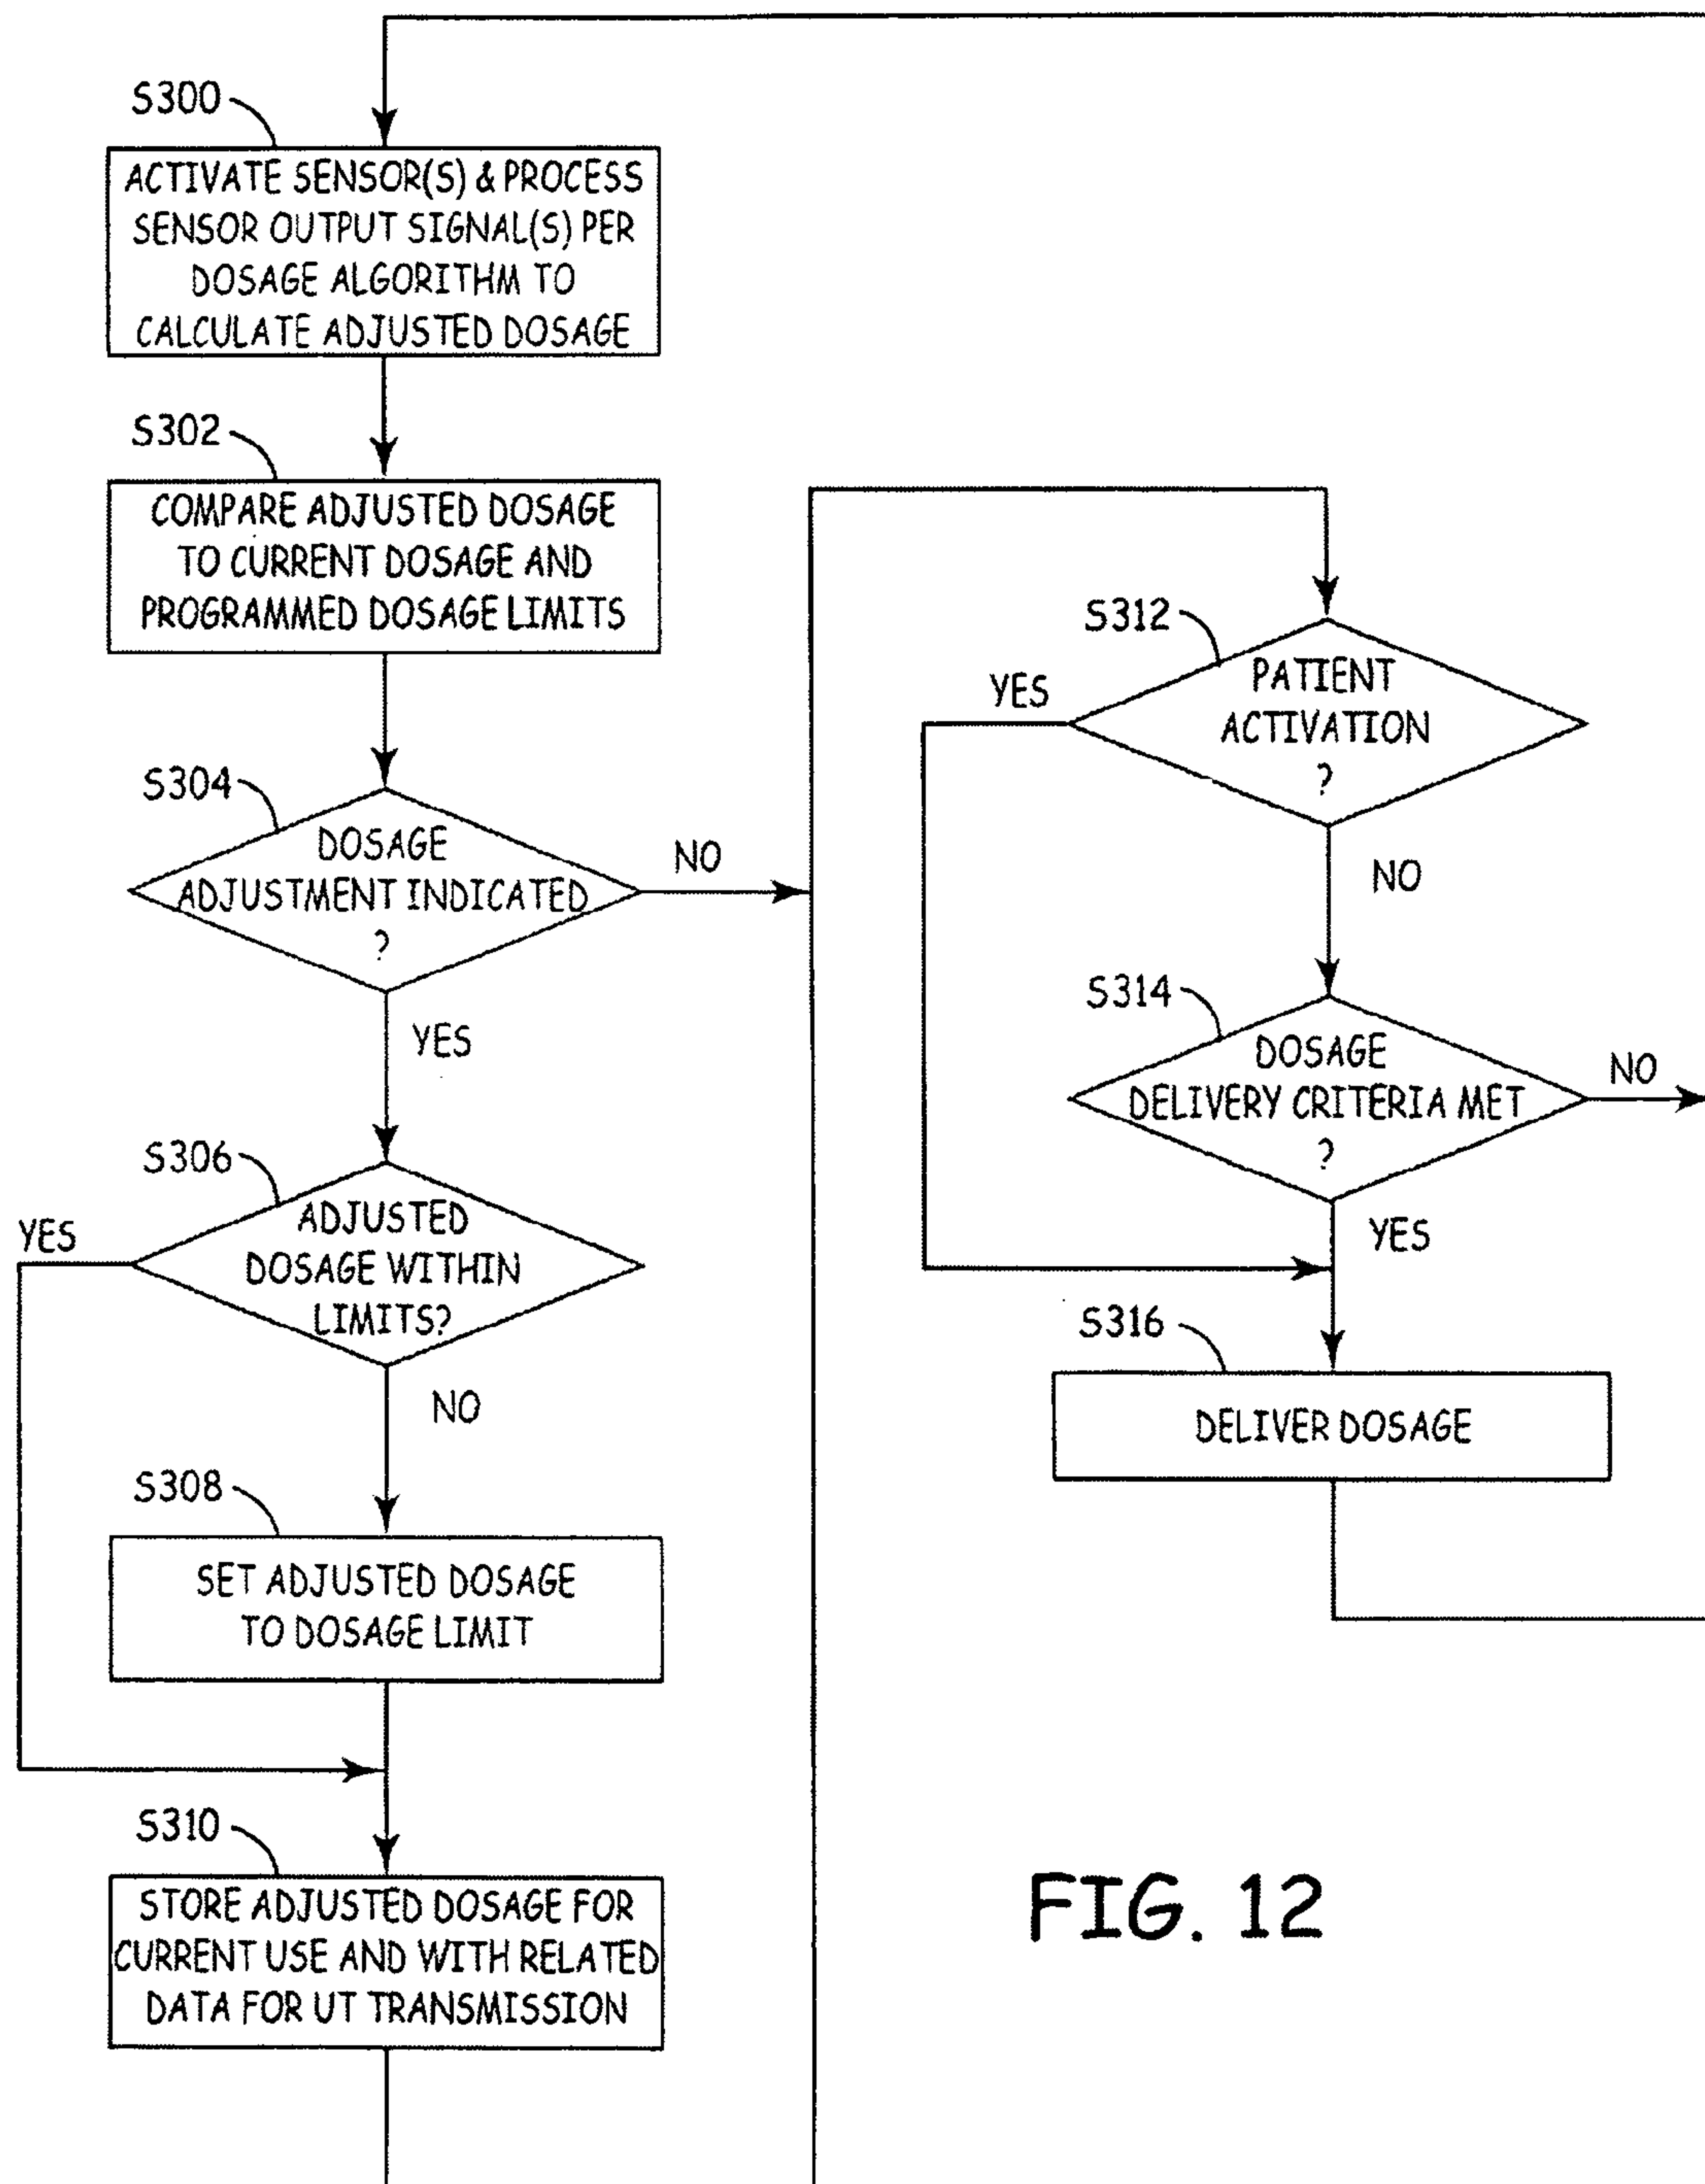 S300
ACTIVATE SENSOR(S) & PROCESS
SENSOR OUTPUT SIGNAL(S) PER
DOSAGE ALGORITHM TO
CALCULATE ADJUSTED DOSAGE
S302
COMPARE ADJUSTED DOSAGE
TO CURRENT DOSAGE AND
PROGRAMMED DOSAGE LIMITS
S304
DOSAGE
ADJUSTMENT INDICATED
?
NO
YES
S306
ADJUSTED
DOSAGE WITHIN
LIMITS?
YES
NO
S308
SET ADJUSTED DOSAGE
TO DOSAGE LIMIT
S310
STORE ADJUSTED DOSAGE FOR
CURRENT USE AND WITH RELATED
DATA FOR UT TRANSMISSION
S312
PATIENT
ACTIVATION
?
YES
NO
S314
DOSAGE
DELIVERY CRITERIA MET
?
NO
YES
S316
DELIVER DOSAGE
FIG. 12